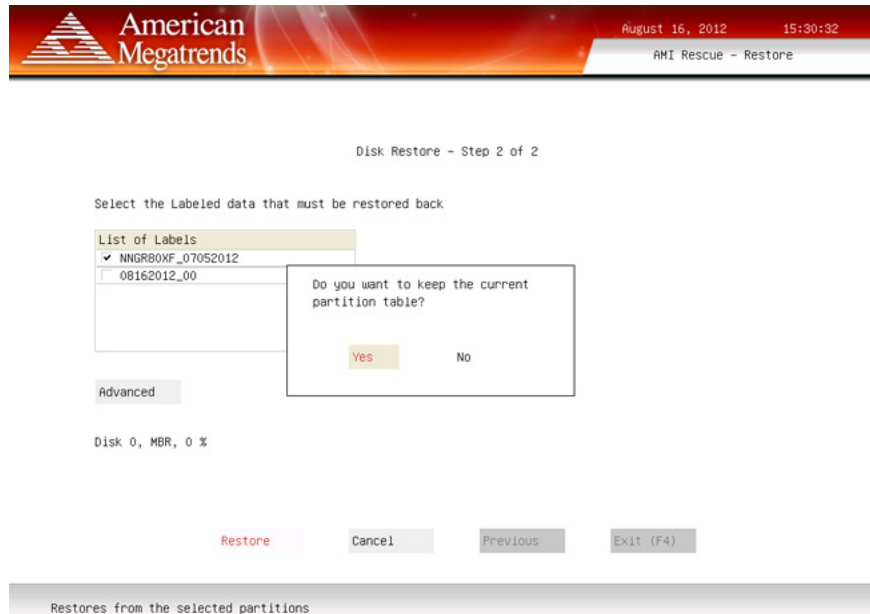 American
Megatrends
August 16, 2012 15:30:32
AMI Rescue - Restore
Disk Restore - Step 2 of 2
Select the Labeled data that must be restored back
List of Labels
NNGR80XF_07052012
08162012_00
Do you want to keep the current
partition table?
Yes No
Advanced
Disk 0, MBR, 0 %
Restore Cancel Previous Exit (F4)
Restores from the selected partitions